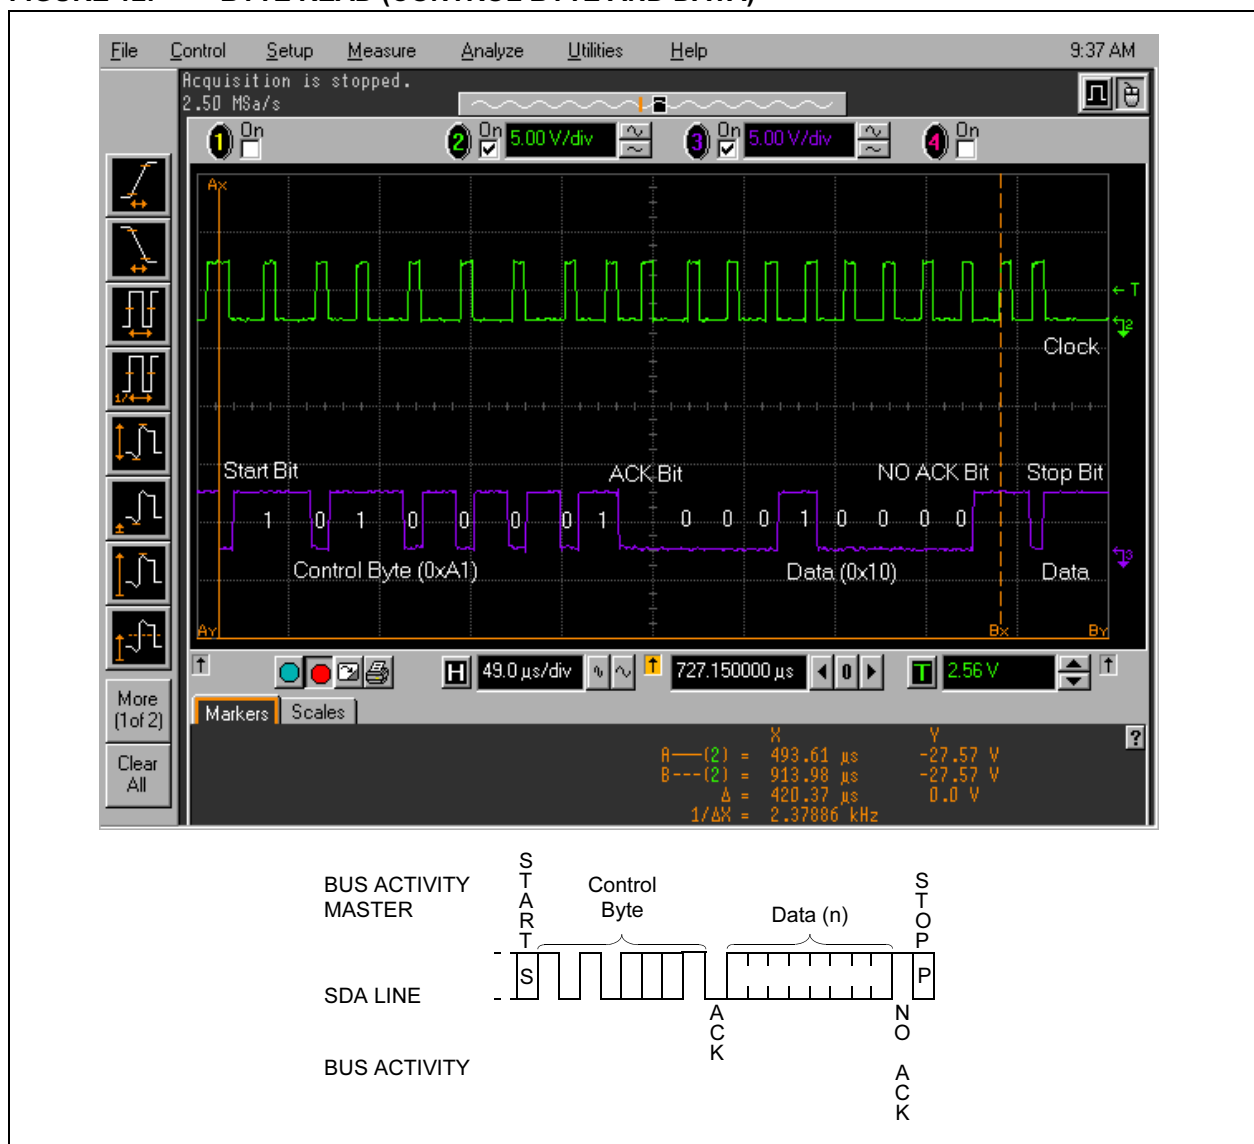 File Control Setup Measure Analyze Utilities Help 9:37 AM
Acquisition is stopped.
2.50 MSa/s
1 On 2 On 5.00 V/div 3 On 5.00 V/div 4 On
Ax
T
2
Clock
Start Bit ACK Bit NO ACK Bit Stop Bit
1 0 1 0 0 0 0 1 0 0 0 1 0 0 0 0
3
Control Byte (0xA1) Data (0x10) Data
Ay Bx By
H 49.0 µs/div 727.150000 µs 0 T 2.56 V
More
(1 of 2)
Clear
All
Markers Scales
X Y ?
A——(2) = 493.61 µs -27.57 V
B---(2) = 913.98 µs -27.57 V
Δ = 420.37 µs 0.0 V
1/ΔX = 2.37886 kHz
BUS ACTIVITY
MASTER
START
Control
Byte
Data (n)
STOP
SDA LINE
S
P
ACK
NO ACK
BUS ACTIVITY